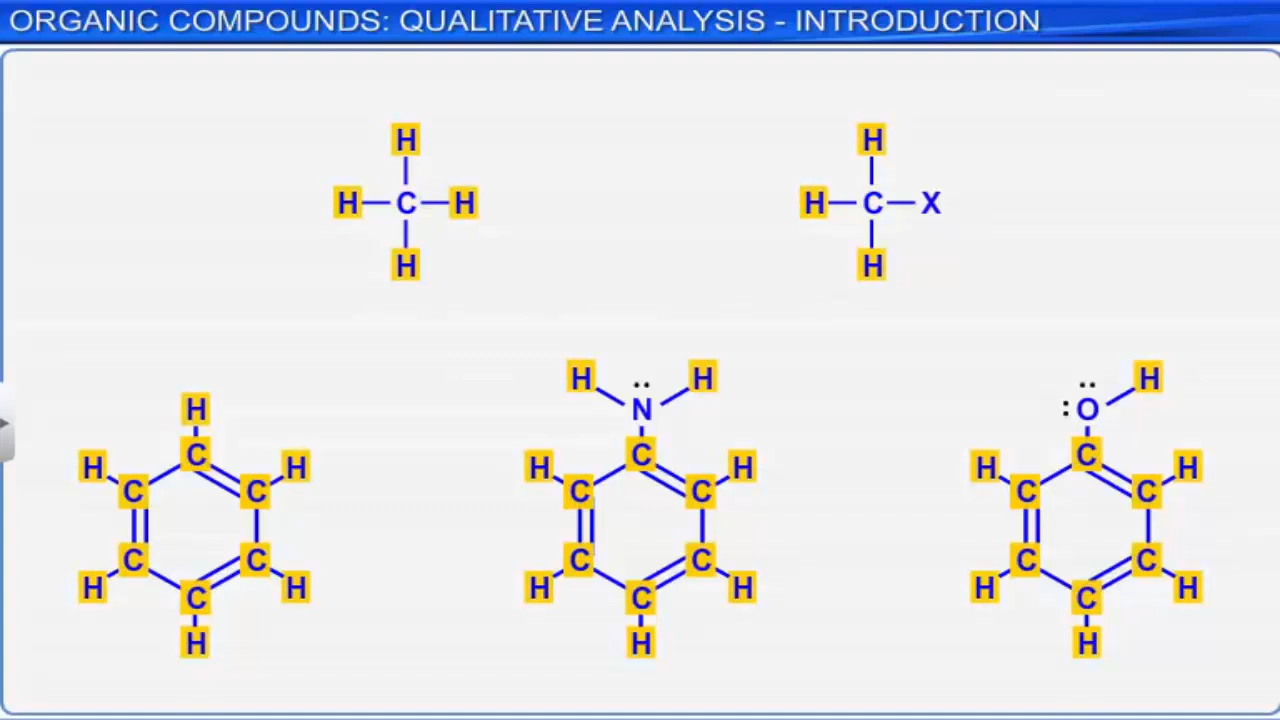 ORGANIC COMPOUNDS: QUALITATIVE ANALYSIS - INTRODUCTION
H H
H C H H C X
H H
H H N H : O H
H C H H C H H C H
C C C C C C
C C C C C C
H C H H C H H C H
H H H